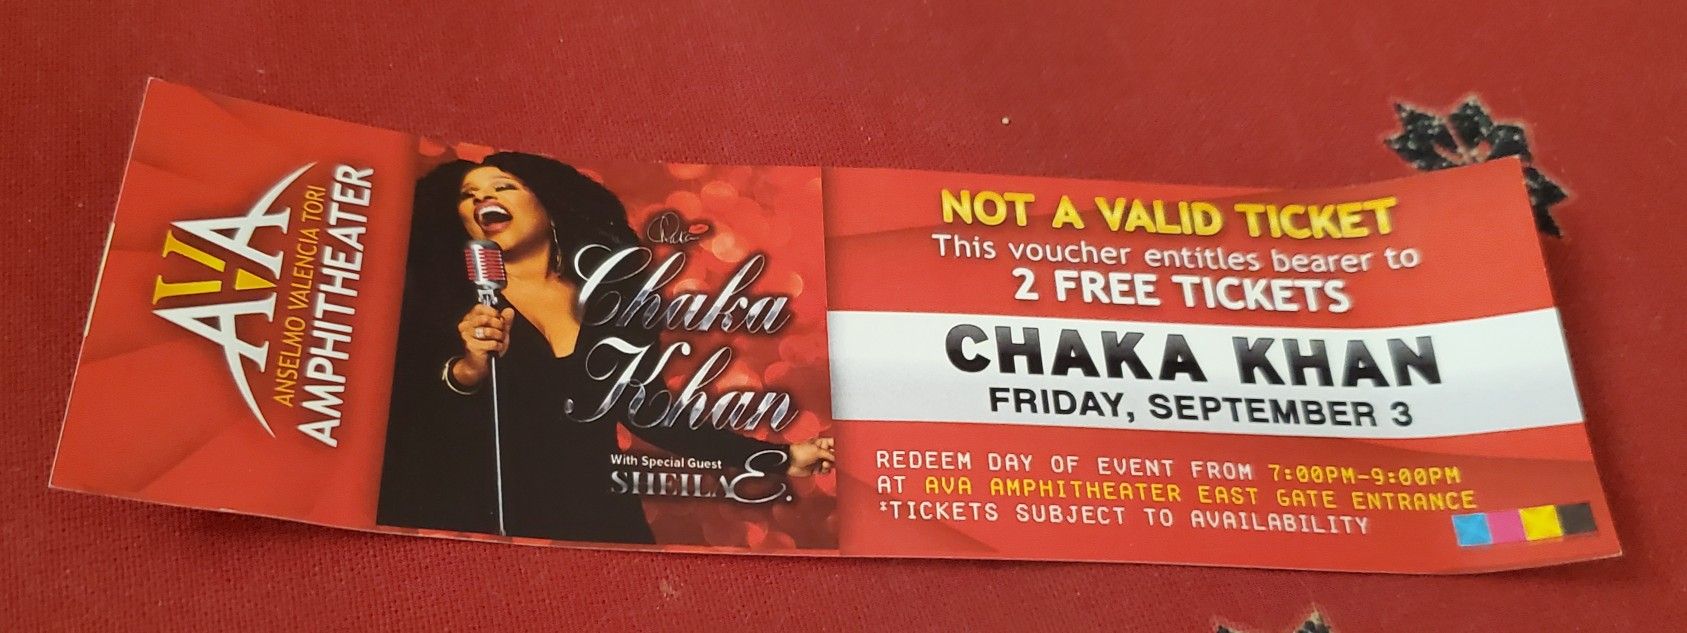 AVA
ANSELMO VALENCIA TORI
AMPHITHEATER
Chaka
Chaka
Khan
With Special Guest
SHEILA E.
NOT A VALID TICKET
This voucher entitles bearer to
2 FREE TICKETS
CHAKA KHAN
FRIDAY, SEPTEMBER 3
REDEEM DAY OF EVENT FROM 7:00PM-9:00PM
AT AVA AMPHITHEATER EAST GATE ENTRANCE
*TICKETS SUBJECT TO AVAILABILITY